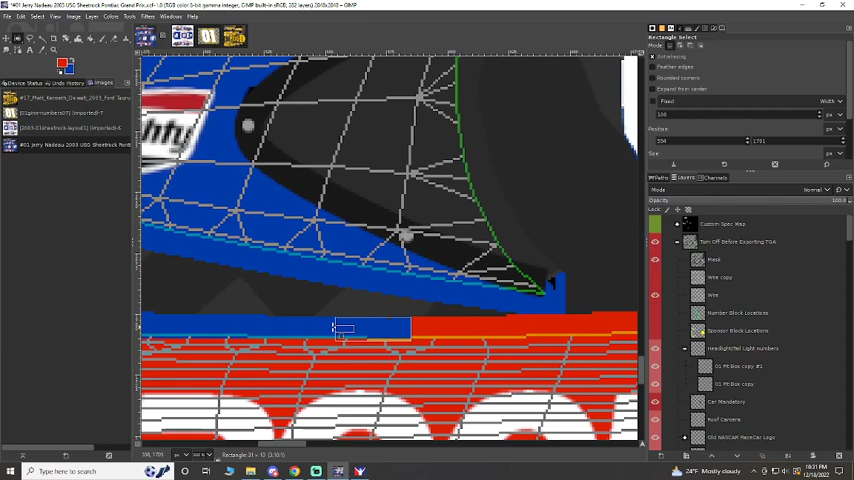 *#01 Jerry Nadeau 2003 USG Sheetrock Pontiac Grand Prix.xcf-1.0 (RGB color 8-bit gamma integer, GIMP built-in sRGB, 282 layers) 2048x2048 – GIMP
File Edit Select View Image Layer Colors Tools Filters Windows Help
Device Status Undo History Images
#17_Matt_Kenseth_Dewalt_2003_Ford Tauru
[01ginnnumbers07] (imported)-7
[2003-01sheetrock-layout1] (imported)-6
*#01 Jerry Nadeau 2003 USG Sheetrock Po
Rectangle Select
Mode
Antialiasing
Feather edges
Rounded corners
Expand from center
Fixed Width
100 px
Position: px
554 1701
Size: px
Paths Layers Channels
Mode Normal
Opacity 100.0
Lock:
Custom Spec Map
Turn Off Before Exporting TGA
Mask
Wire copy
Wire
Number Block Locations
Sponsor Block Locations
Headlight/Tail Light numbers
01 Pit Box copy #1
01 Pit Box copy
Car Mandatory
Roof Camera
Old NASCAR RaceCar Logo
px
Rectangle: 31 × 10 (3.10:1)
Type here to search
24°F Mostly cloudy
10:31 PM
12/18/2022